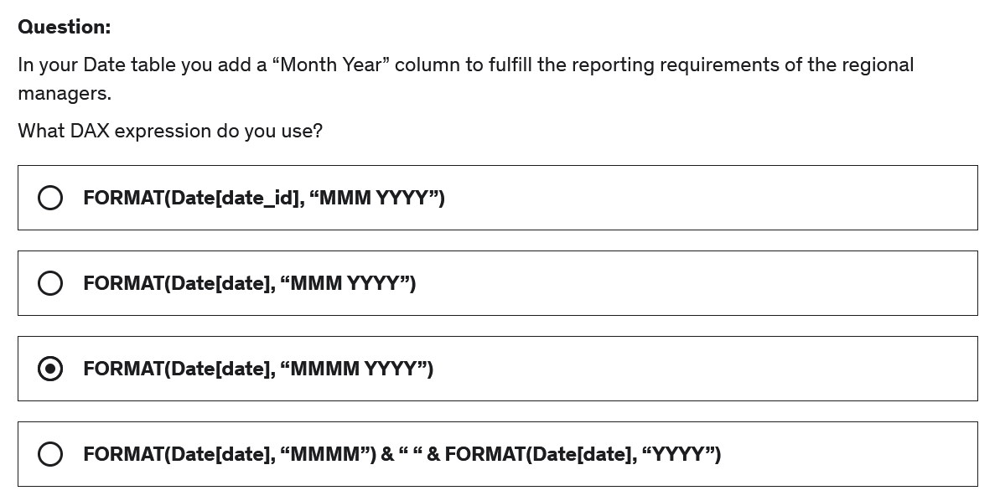 Question:
In your Date table you add a “Month Year” column to fulfill the reporting requirements of the regional
managers.
What DAX expression do you use?
FORMAT(Date[date_id], “MMM YYYY”)
FORMAT(Date[date], “MMM YYYY”)
FORMAT(Date[date], “MMMM YYYY”)
FORMAT(Date[date], “MMMM”) & “ “ & FORMAT(Date[date], “YYYY”)